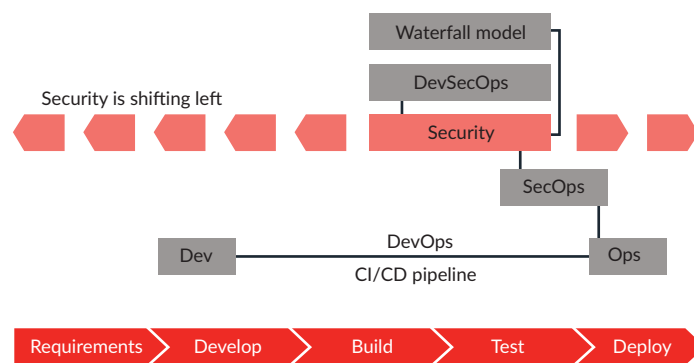 Waterfall model
DevSecOps
Security is shifting left
Security
SecOps
DevOps
Dev
Ops
CI/CD pipeline
Requirements
Develop
Build
Test
Deploy